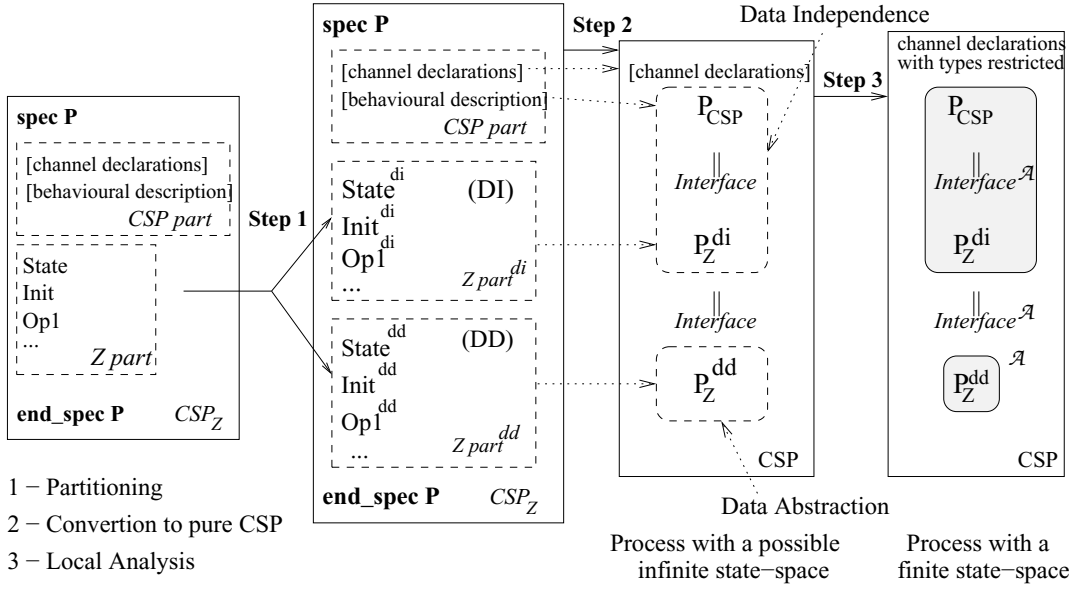 spec P
[channel declarations]
[behavioural description]
CSP part
State
Init
Op1
...
Z part
end_spec P
CSP_Z
Step 1
spec P
[channel declarations]
[behavioural description]
CSP part
State^di
(DI)
Init^di
Op1^di
...
Z part^di
State^dd
(DD)
Init^dd
Op1^dd
...
Z part^dd
end_spec P
CSP_Z
Step 2
Data Independence
[channel declarations]
P_CSP
||
Interface
P_Z^di
||
Interface
P_Z^dd
CSP
Data Abstraction
Process with a possible
infinite state−space
Step 3
channel declarations
with types restricted
P_CSP
||
Interface^𝒜
P_Z^di
||
Interface^𝒜
P_Z^dd
𝒜
CSP
Process with a
finite state−space
1 − Partitioning
2 − Convertion to pure CSP
3 − Local Analysis